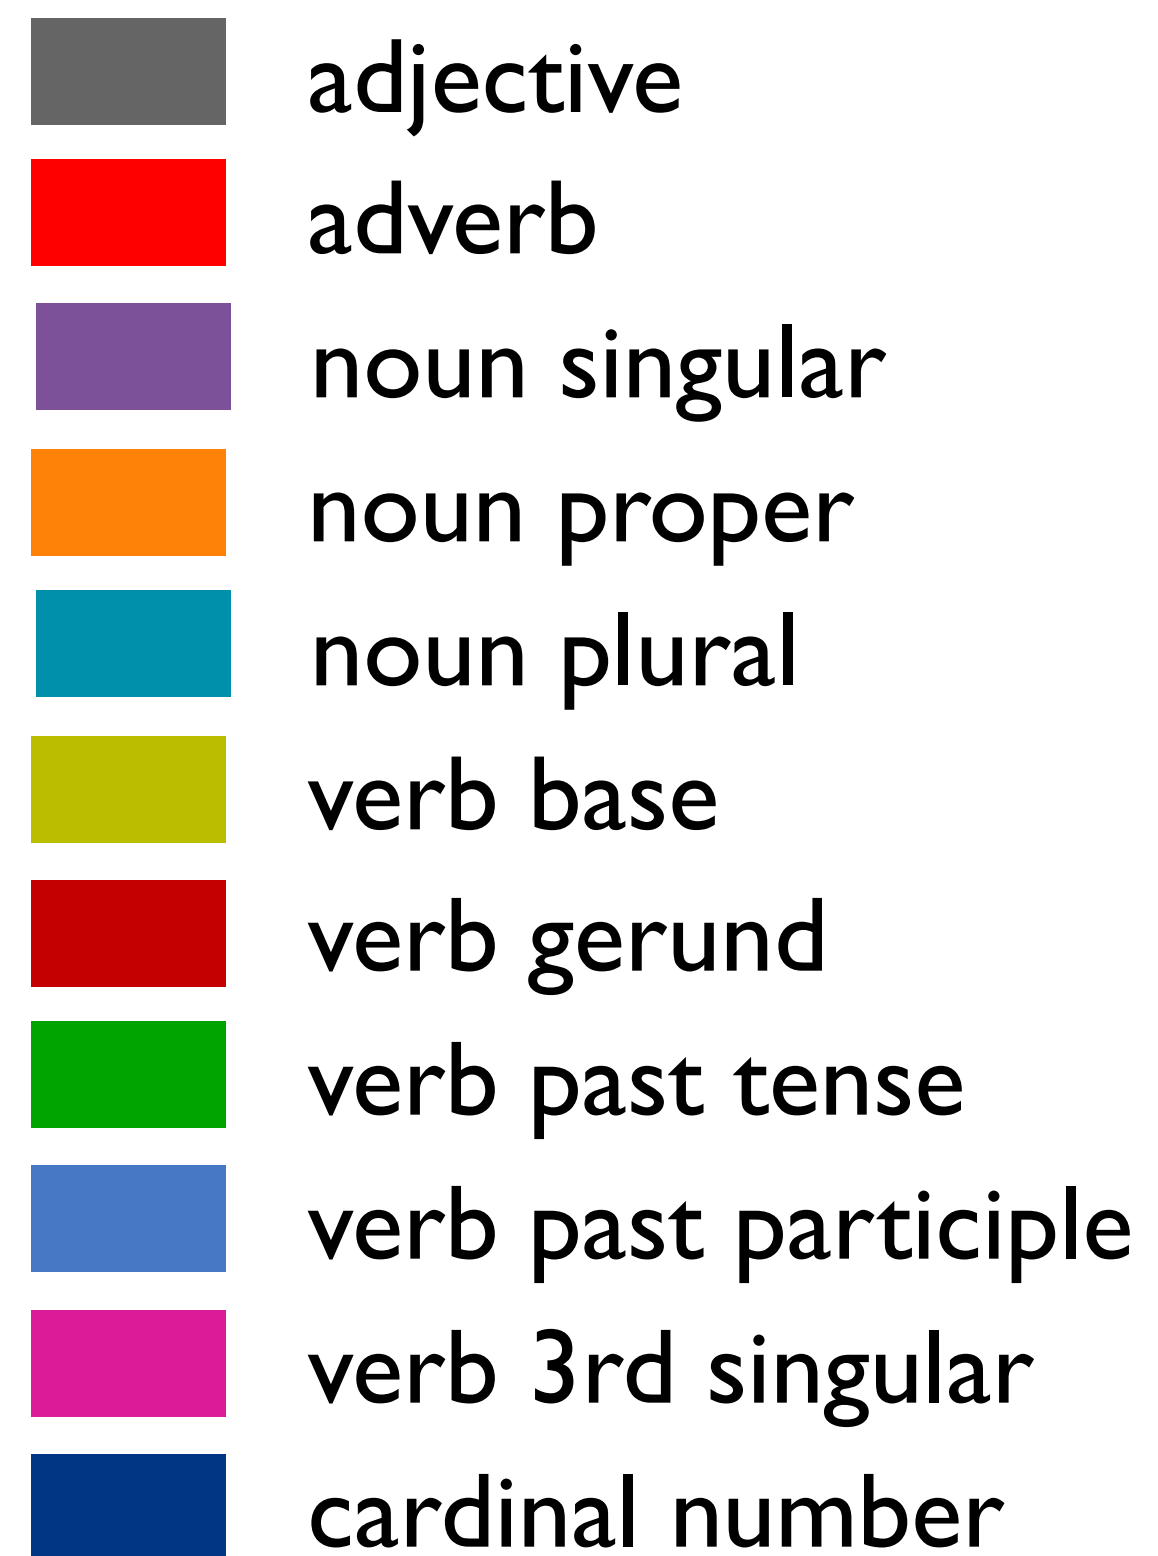 adjective
adverb
noun singular
noun proper
noun plural
verb base
verb gerund
verb past tense
verb past participle
verb 3rd singular
cardinal number